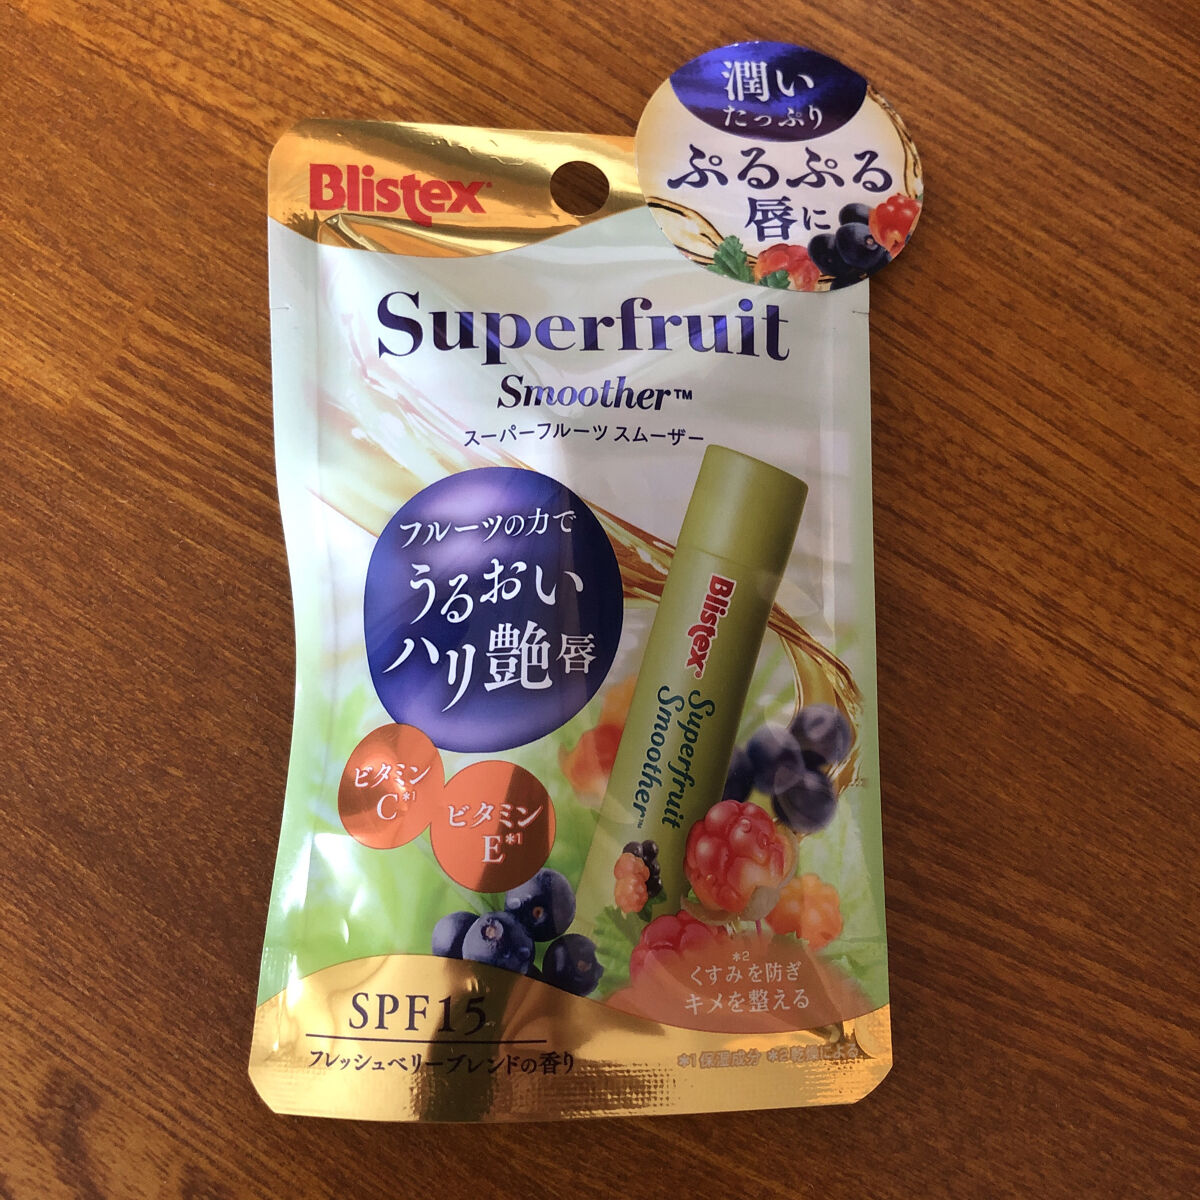 潤い
たっぷり
ぷるぷる
唇に
Blistex®
Superfruit
Smoother™
スーパーフルーツ スムーザー
フルーツの力で
うるおい
ハリ艶唇
ビタミン
C*1
ビタミン
E*1
Blistex®
Superfruit
Smoother™
*2
くすみを防ぎ
キメを整える
SPF15
フレッシュベリーブレンドの香り
*1 保湿成分 *2 乾燥による